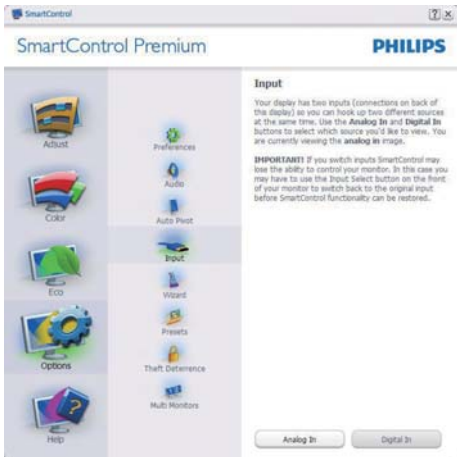 SmartControl
SmartControl Premium
PHILIPS
Adjust
Color
Eco
Options
Help
Preferences
Audio
Auto Pivot
Input
Wizard
Presets
Theft Deterrence
Multi Monitors
Input
Your display has two inputs (connections on back of
this display) so you can hook up two different sources
at the same time. Use the Analog In and Digital In
buttons to select which source you'd like to view. You
are currently viewing the analog in image.
IMPORTANT! If you switch inputs SmartControl may
lose the ability to control your monitor. In this case you
may have to use the Input Select button on the front
of your monitor to switch back to the original input
before SmartControl functionality can be restored.
Analog In
Digital In